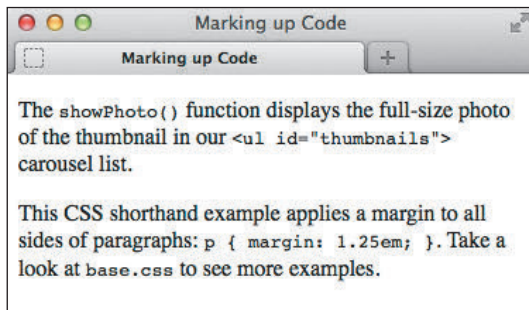 Marking up Code
Marking up Code
The showPhoto() function displays the full-size photo
of the thumbnail in our <ul id="thumbnails">
carousel list.
This CSS shorthand example applies a margin to all
sides of paragraphs: p { margin: 1.25em; }. Take a
look at base.css to see more examples.